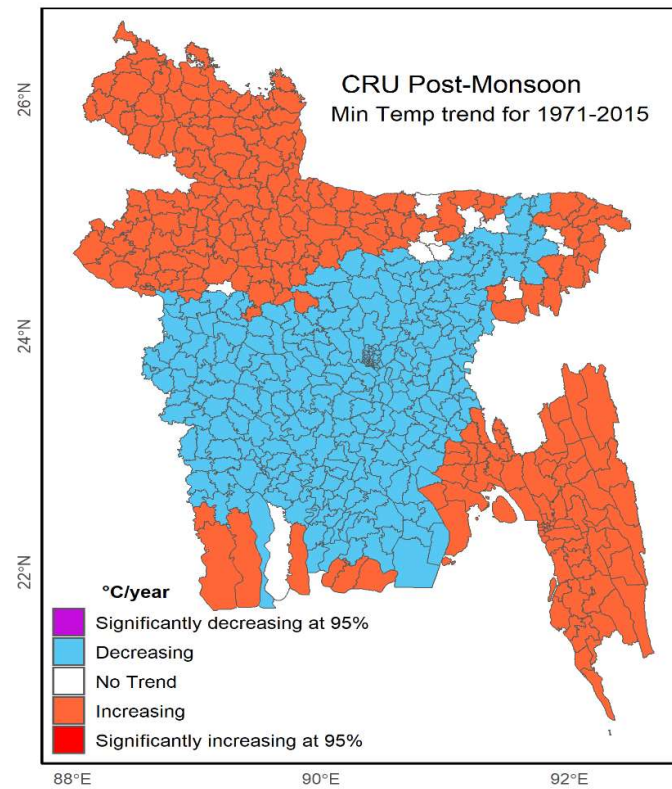 CRU Post-Monsoon
Min Temp trend for 1971-2015
26°N
24°N
22°N
°C/year
Significantly decreasing at 95%
Decreasing
No Trend
Increasing
Significantly increasing at 95%
88°E
90°E
92°E